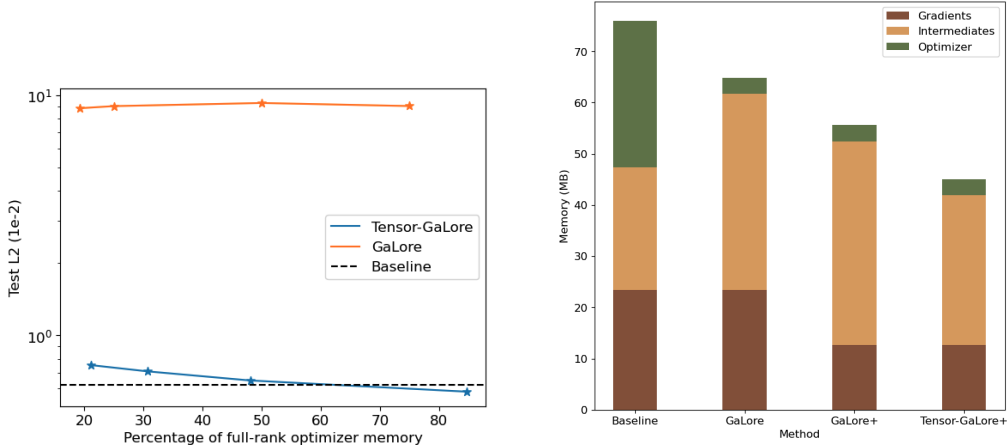 10¹
10⁰
Test L2 (1e-2)
Tensor-GaLore
GaLore
Baseline
20 30 40 50 60 70 80
Percentage of full-rank optimizer memory
Gradients
Intermediates
Optimizer
70
60
50
40
30
20
10
0
Memory (MB)
Baseline GaLore GaLore+ Tensor-GaLore+
Method